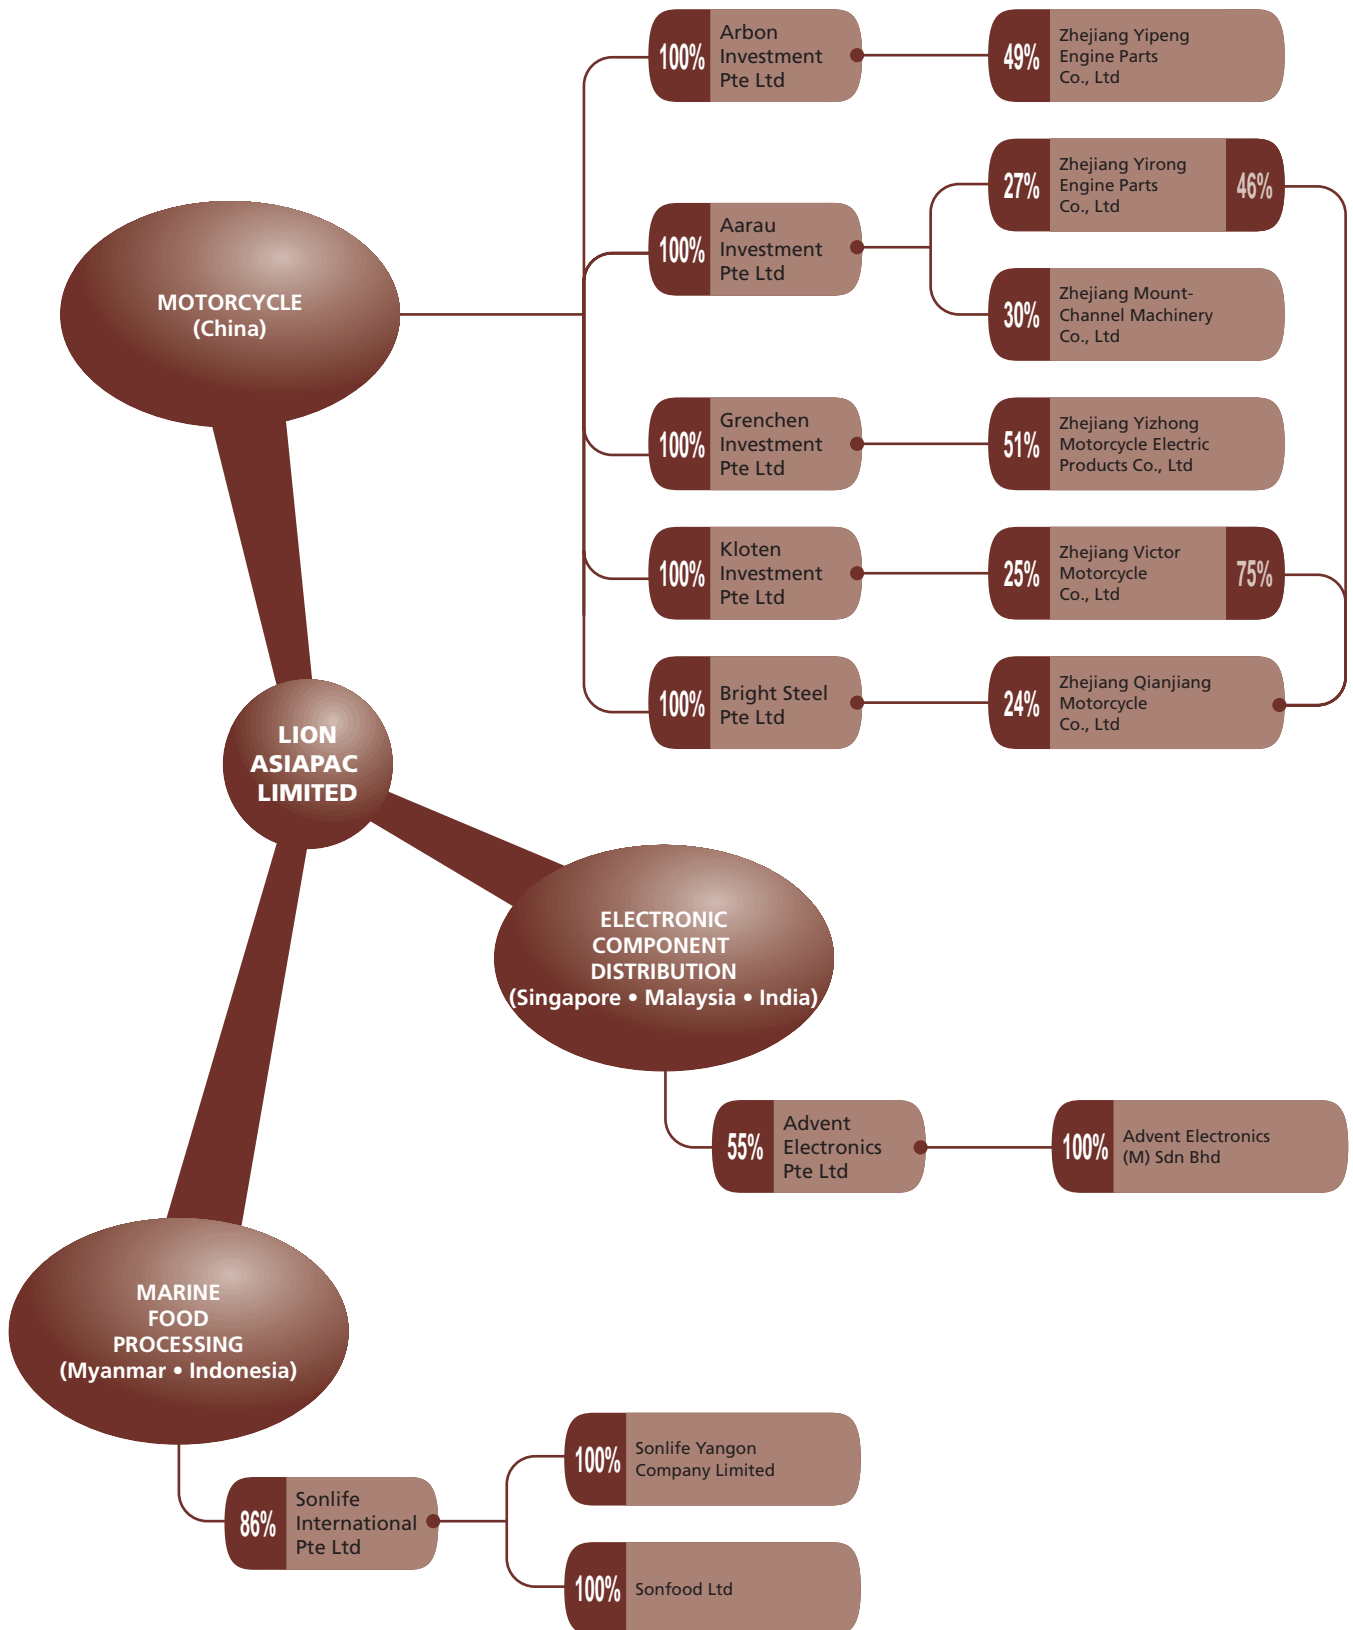 100%
Arbon
Investment
Pte Ltd
49%
Zhejiang Yipeng
Engine Parts
Co., Ltd
MOTORCYCLE
(China)
100%
Aarau
Investment
Pte Ltd
27%
Zhejiang Yirong
Engine Parts
Co., Ltd
46%
30%
Zhejiang Mount-
Channel Machinery
Co., Ltd
100%
Grenchen
Investment
Pte Ltd
51%
Zhejiang Yizhong
Motorcycle Electric
Products Co., Ltd
100%
Kloten
Investment
Pte Ltd
25%
Zhejiang Victor
Motorcycle
Co., Ltd
75%
100%
Bright Steel
Pte Ltd
24%
Zhejiang Qianjiang
Motorcycle
Co., Ltd
LION
ASIAPAC
LIMITED
ELECTRONIC
COMPONENT
DISTRIBUTION
(Singapore • Malaysia • India)
55%
Advent
Electronics
Pte Ltd
100%
Advent Electronics
(M) Sdn Bhd
MARINE
FOOD
PROCESSING
(Myanmar • Indonesia)
86%
Sonlife
International
Pte Ltd
100%
Sonlife Yangon
Company Limited
100%
Sonfood Ltd